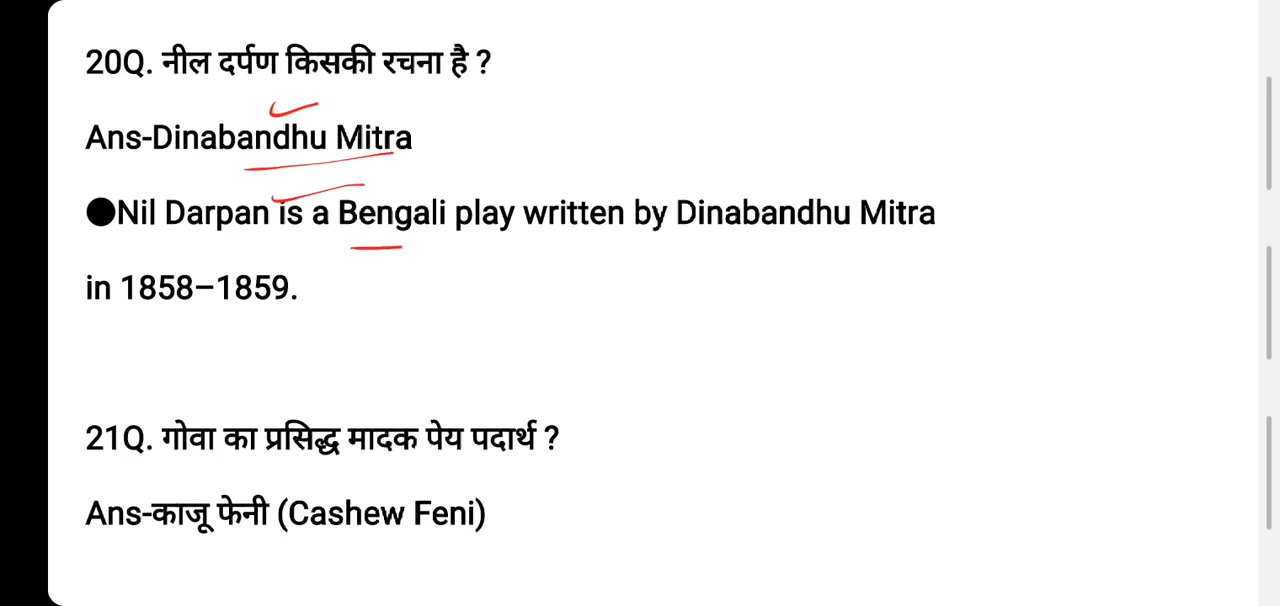 20Q. नील दर्पण किसकी रचना है ?
Ans-Dinabandhu Mitra
●Nil Darpan is a Bengali play written by Dinabandhu Mitra
in 1858–1859.
21Q. गोवा का प्रसिद्ध मादक पेय पदार्थ ?
Ans-काजू फेनी (Cashew Feni)